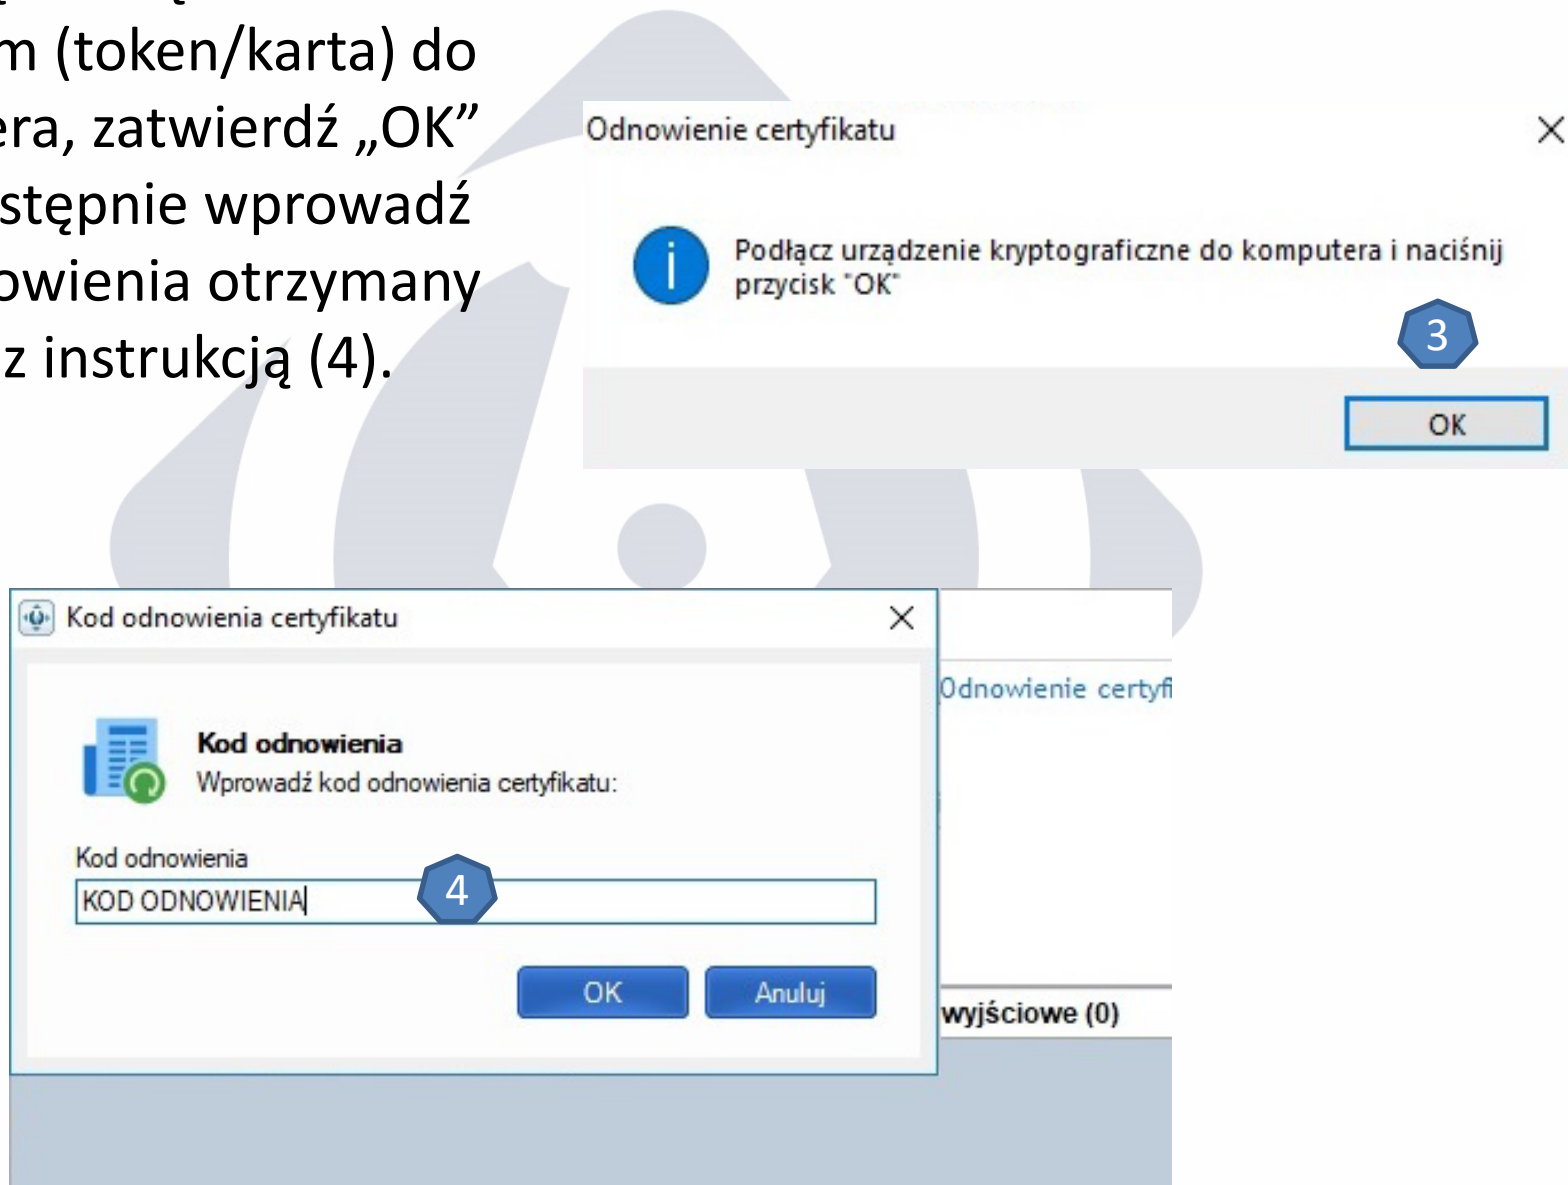 m (token/karta) do
era, zatwierdź „OK”
stępnie wprowadź
owienia otrzymany
z instrukcją (4).
Odnowienie certyfikatu
Podłącz urządzenie kryptograficzne do komputera i naciśnij
przycisk "OK"
3
OK
Kod odnowienia certyfikatu
Odnowienie certyfi
Kod odnowienia
Wprowadź kod odnowienia certyfikatu:
Kod odnowienia
KOD ODNOWIENIA
4
OK
Anuluj
wyjściowe (0)